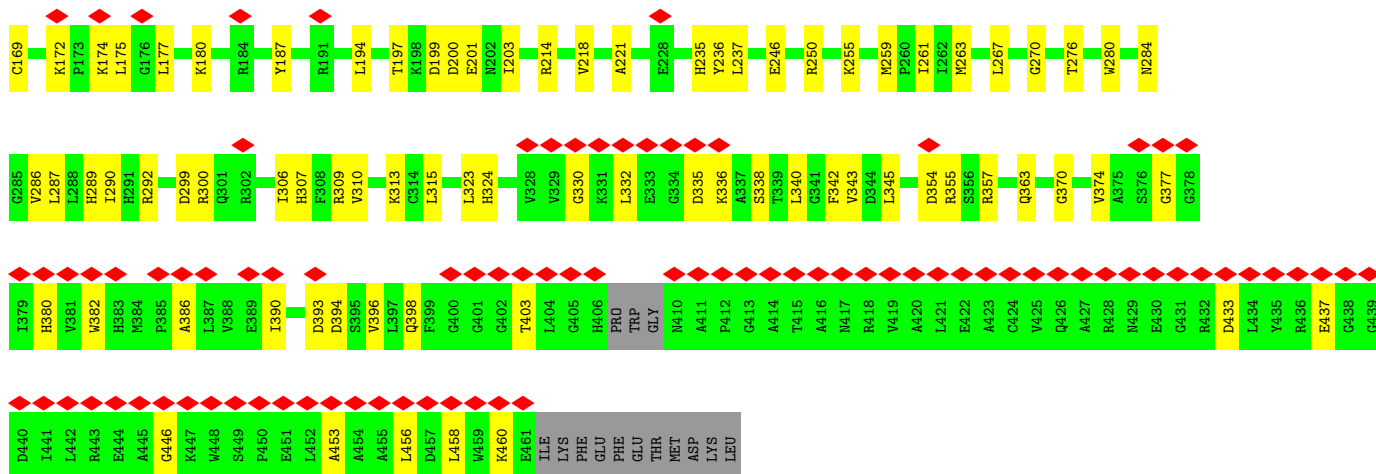 C169 K172 P173 K174 L175 G176 L177 K180 R184 Y187 R191 L194 T197 K198 D199 D200 E201 N202 I203 R214 V218 A221 E228 H235 Y236 L237 E246 R250 K255 M259 P260 I261 I262 M263 L267 G270 T276 W280 N284
G285 V286 L287 L288 H289 I290 H291 R292 D299 R300 Q301 R302 I306 H307 F308 R309 V310 K313 C314 L315 L323 H324 V328 V329 G330 K331 L332 E333 G334 D335 K336 A337 S338 T339 L340 G341 F342 V343 D344 L345 D354 R355 S356 R357 Q363 G370 V374 A375 S376 G377 G378
I379 H380 V381 W382 H383 M384 P385 A386 L387 V388 E389 I390 D393 D394 S395 V396 L397 Q398 F399 G400 G401 G402 T403 L404 G405 H406 PRO TRP GLY N410 A411 P412 G413 A414 T415 A416 N417 R418 V419 A420 L421 E422 A423 C424 V425 Q426 A427 R428 N429 E430 G431 R432 D433 L434 Y435 R436 E437 G438 G439
D440 I441 L442 R443 E444 A445 G446 K447 W448 S449 P450 E451 L452 A453 A454 A455 L456 D457 L458 W459 K460 E461 ILE LYS PHE GLU PHE GLU THR MET ASP LYS LEU